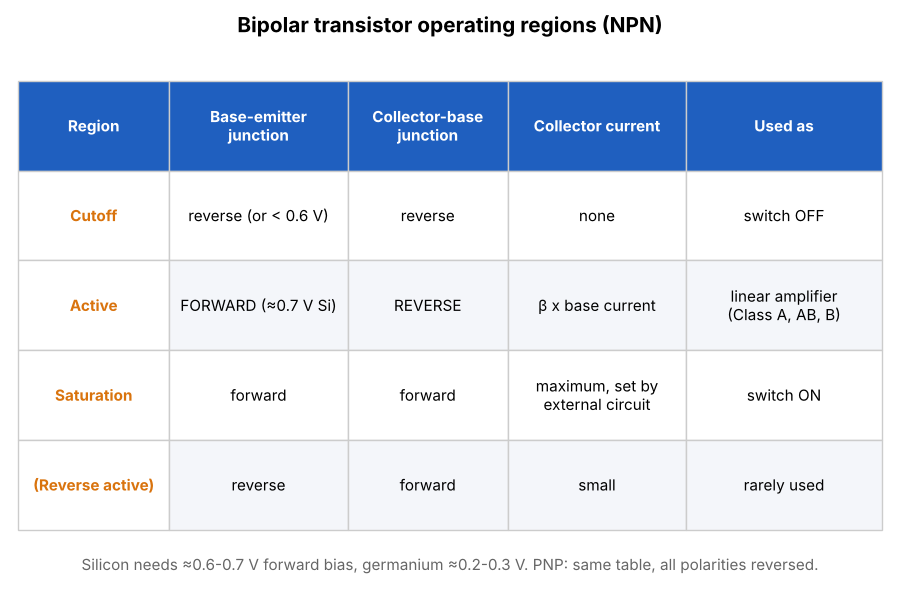 Bipolar transistor operating regions (NPN)
Region
Base-emitter
junction
Collector-base
junction
Collector current
Used as
Cutoff
reverse (or < 0.6 V)
reverse
none
switch OFF
Active
FORWARD (≈0.7 V Si)
REVERSE
β x base current
linear amplifier
(Class A, AB, B)
Saturation
forward
forward
maximum, set by
external circuit
switch ON
(Reverse active)
reverse
forward
small
rarely used
Silicon needs ≈0.6-0.7 V forward bias, germanium ≈0.2-0.3 V. PNP: same table, all polarities reversed.